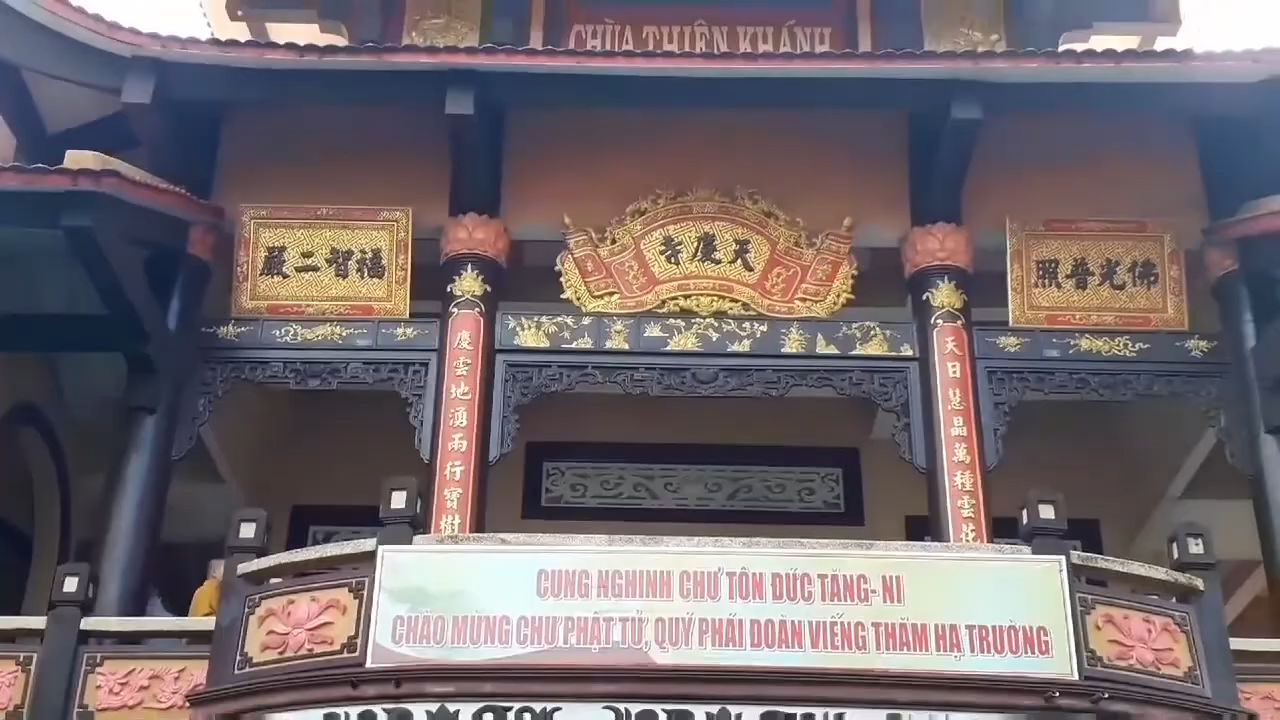 CHÙA THIÊN KHÁNH
天慶寺
佛光普照
福智二嚴
天日慧晶萬種雲花
慶雲地湧兩行寶樹
CUNG NGHINH CHƯ TÔN ĐỨC TĂNG- NI
CHÀO MỪNG CHƯ PHẬT TỬ, QUÝ PHÁI ĐOÀN VIẾNG THĂM HẠ TRƯỜNG